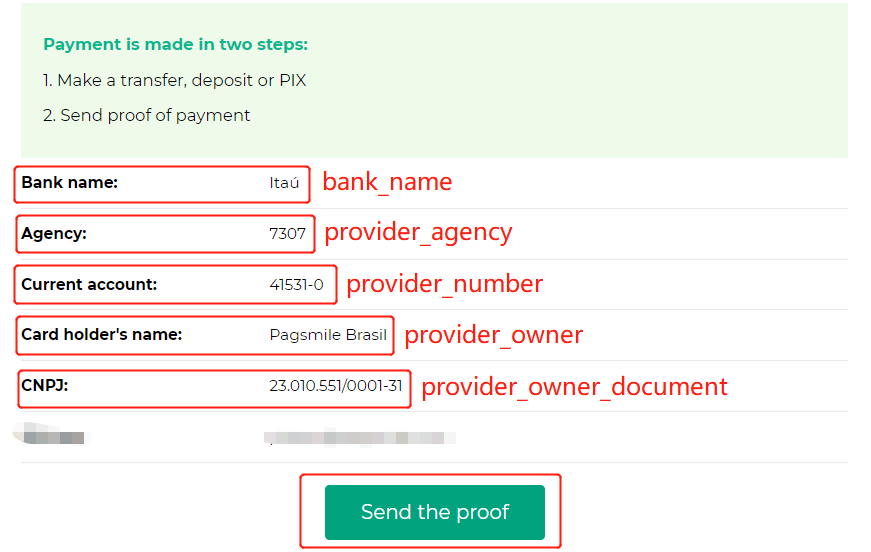 Payment is made in two steps:
1. Make a transfer, deposit or PIX
2. Send proof of payment
Bank name: Itaú bank_name
Agency: 7307 provider_agency
Current account: 41531-0 provider_number
Card holder's name: Pagsmile Brasil provider_owner
CNPJ: 23.010.551/0001-31 provider_owner_document
Send the proof